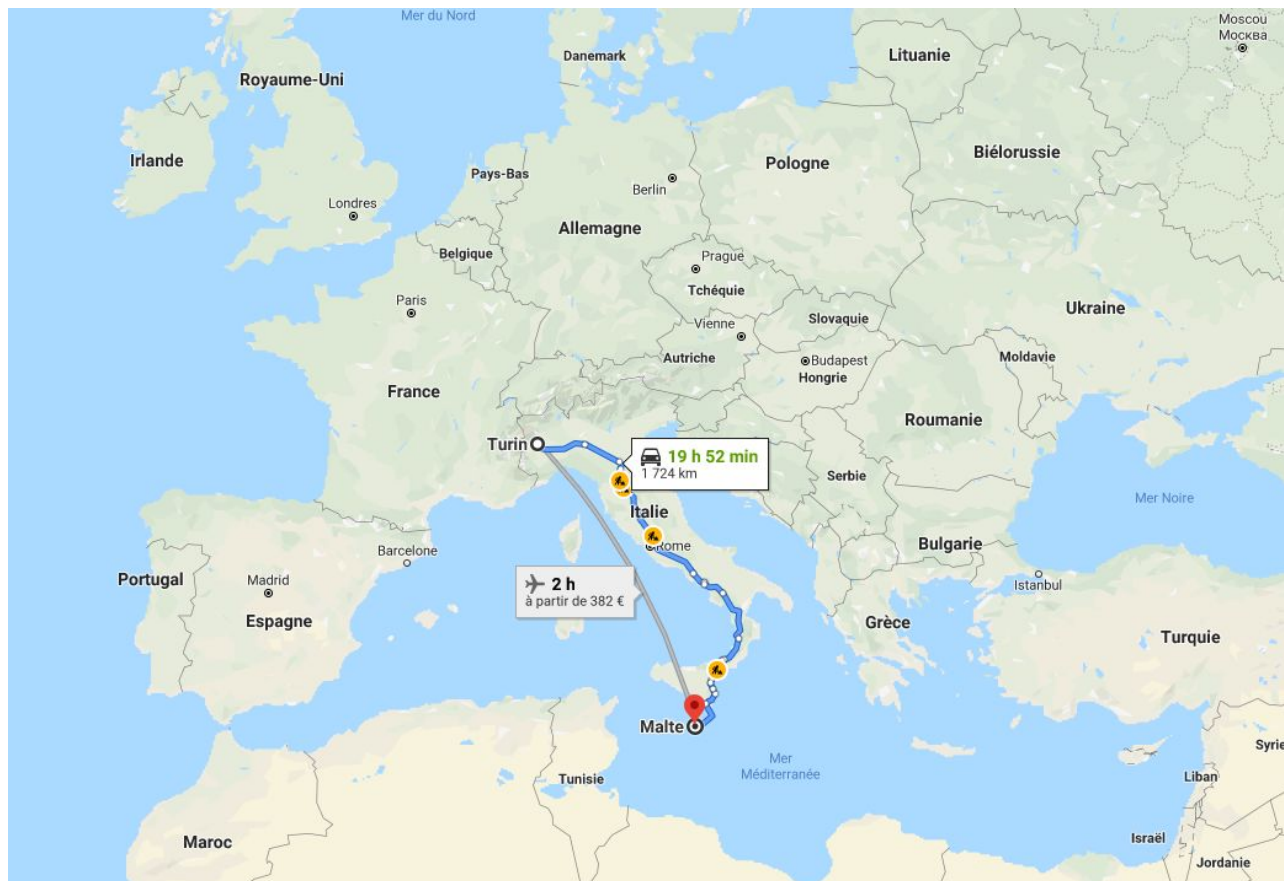 Mer du Nord
Moscou
Москва
Danemark
Lituanie
Royaume-Uni
Irlande
Pologne
Biélorussie
Pays-Bas
Berlin
Londres
Allemagne
Belgique
Prague
Tchéquie
Paris
Ukraine
Slovaquie
Vienne
Autriche
Budapest
Hongrie
Moldavie
France
Roumanie
Turin
19 h 52 min
1 724 km
Serbie
Mer Noire
Italie
Rome
Bulgarie
Barcelone
Portugal
Madrid
Istanbul
2 h
à partir de 382 €
Espagne
Grèce
Turquie
Malte
Syrie
Mer
Méditerranée
Tunisie
Liban
Maroc
Israël
Jordanie